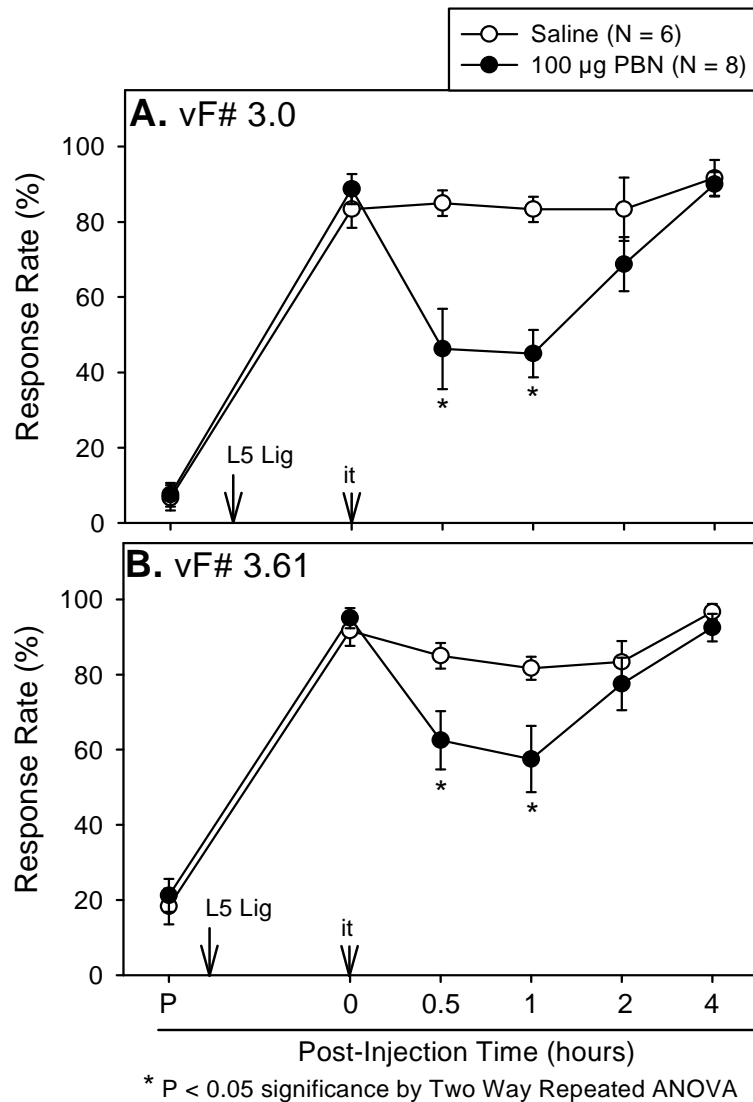 Saline (N = 6)
100 µg PBN (N = 8)
A. vF# 3.0
100
80
60
40
20
0
Response Rate (%)
L5 Lig
it
B. vF# 3.61
100
80
60
40
20
0
Response Rate (%)
L5 Lig
it
*
*
*
*
P 0 0.5 1 2 4
Post-Injection Time (hours)
* P < 0.05 significance by Two Way Repeated ANOVA